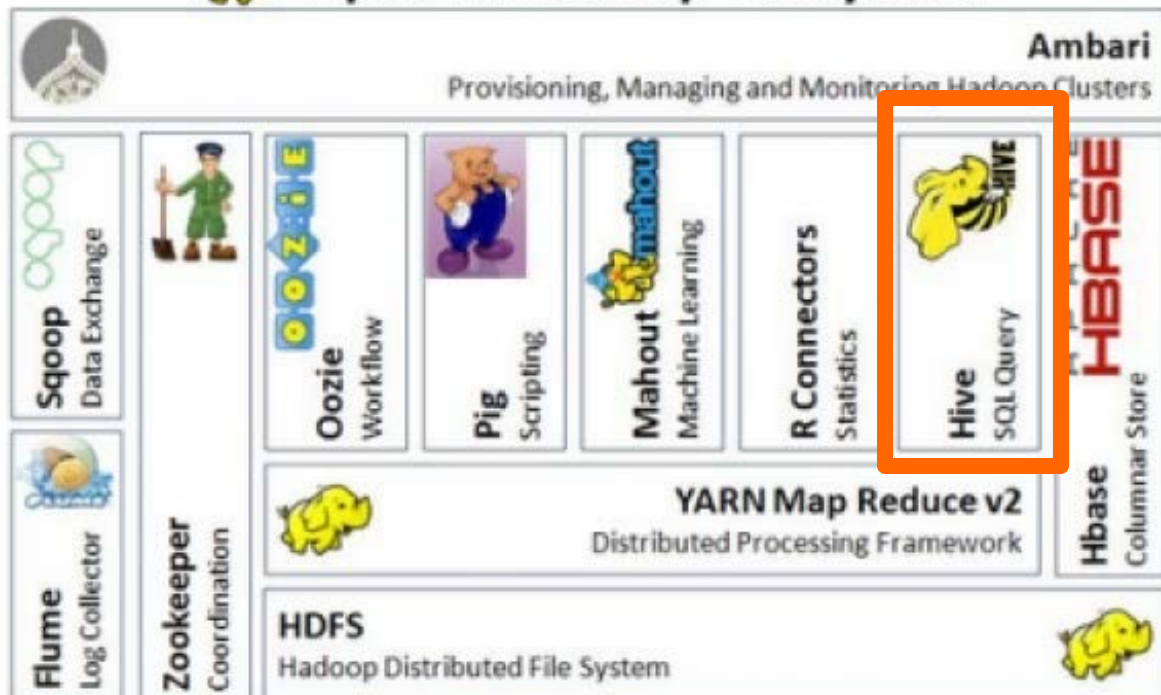 Ambari
Provisioning, Managing and Monitoring Hadoop Clusters
Sqoop
Data Exchange
Flume
Log Collector
Zookeeper
Coordination
OOZIE
Oozie
Workflow
Pig
Scripting
mahout
Mahout
Machine Learning
R Connectors
Statistics
HIVE
Hive
SQL Query
APACHE
HBASE
Hbase
Columnar Store
YARN Map Reduce v2
Distributed Processing Framework
HDFS
Hadoop Distributed File System